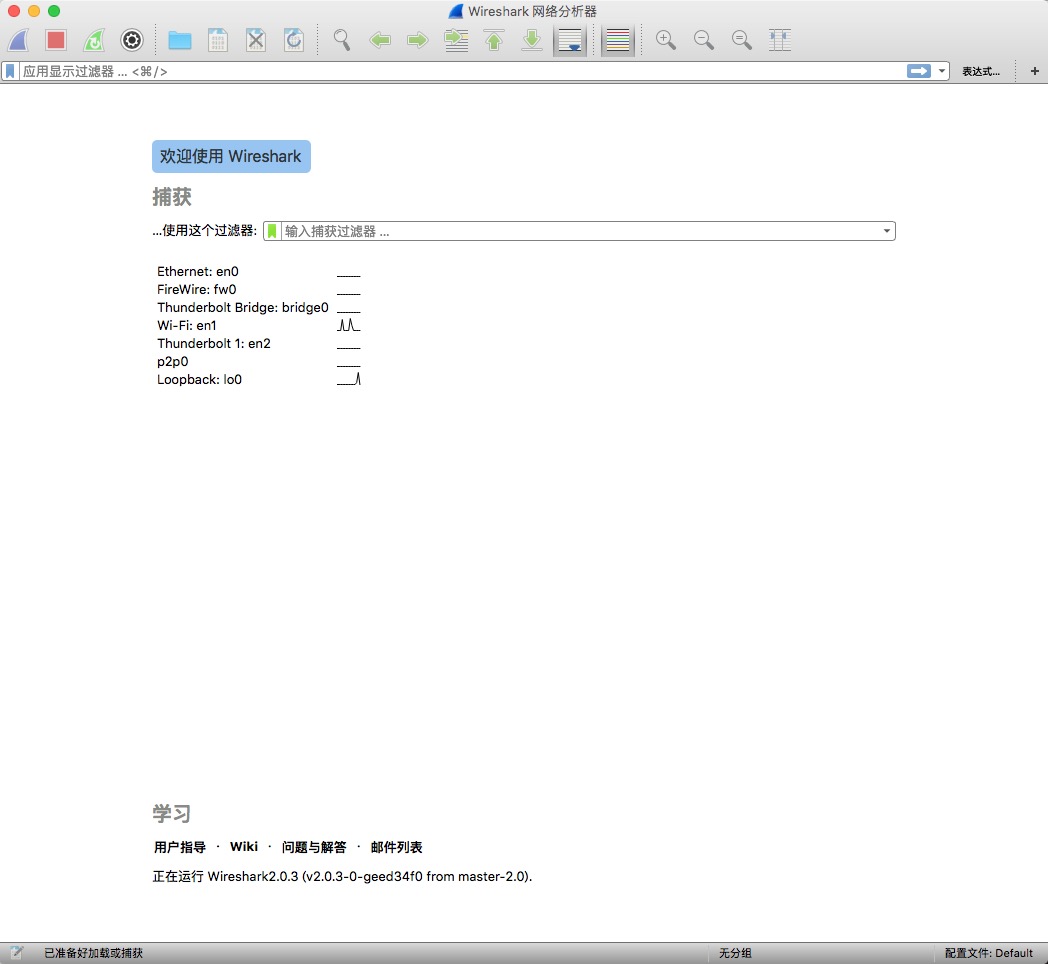 Wireshark 网络分析器
应用显示过滤器 ... <⌘/>
表达式...
+
欢迎使用 Wireshark
捕获
...使用这个过滤器: 输入捕获过滤器 ...
Ethernet: en0
FireWire: fw0
Thunderbolt Bridge: bridge0
Wi-Fi: en1
Thunderbolt 1: en2
p2p0
Loopback: lo0
学习
用户指导 · Wiki · 问题与解答 · 邮件列表
正在运行 Wireshark2.0.3 (v2.0.3-0-geed34f0 from master-2.0).
已准备好加载或捕获
无分组
配置文件: Default